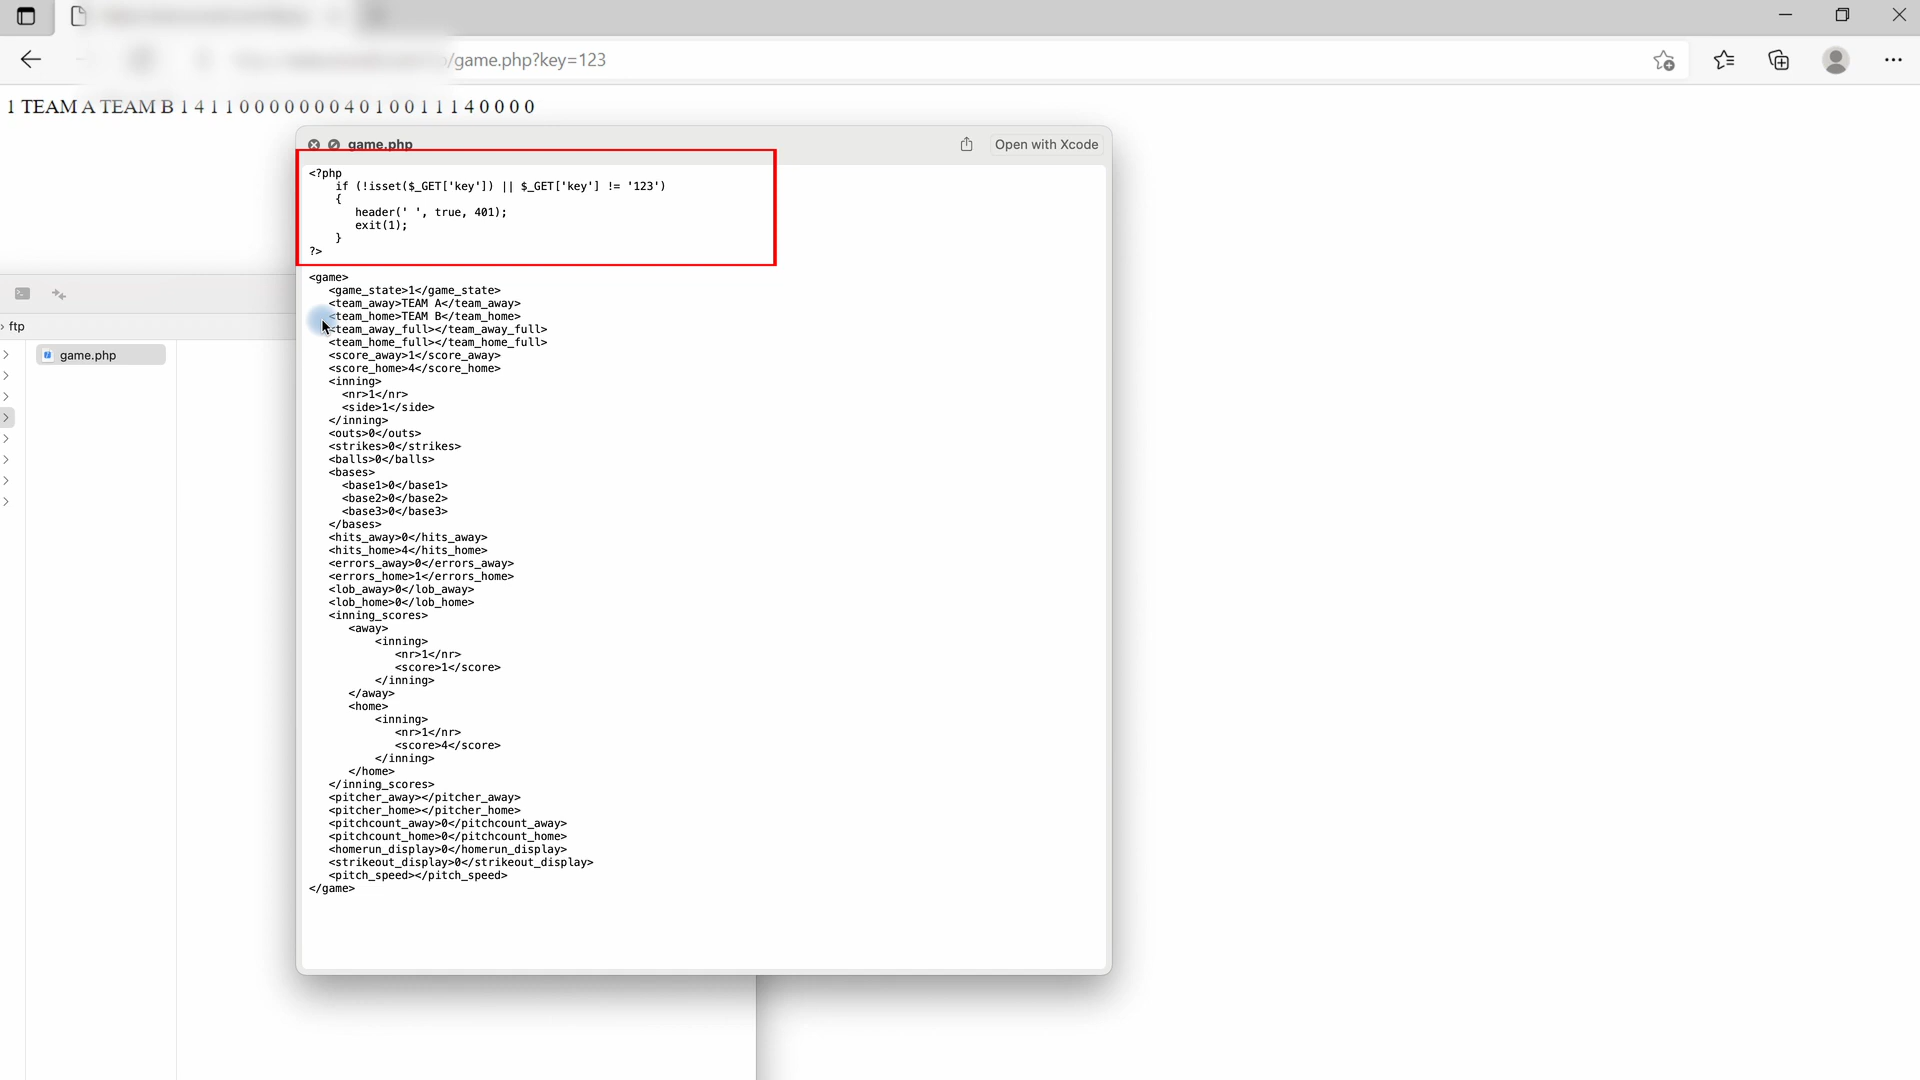 /game.php?key=123
1 TEAM A TEAM B 1 4 1 1 0 0 0 0 0 0 0 4 0 1 0 0 1 1 1 4 0 0 0 0
game.php
Open with Xcode
<?php
if (!isset($_GET['key']) || $_GET['key'] != '123')
{
header(' ', true, 401);
exit(1);
}
?>
<game>
<game_state>1</game_state>
<team_away>TEAM A</team_away>
<team_home>TEAM B</team_home>
<team_away_full></team_away_full>
<team_home_full></team_home_full>
<score_away>1</score_away>
<score_home>4</score_home>
<inning>
<nr>1</nr>
<side>1</side>
</inning>
<outs>0</outs>
<strikes>0</strikes>
<balls>0</balls>
<bases>
<base1>0</base1>
<base2>0</base2>
<base3>0</base3>
</bases>
<hits_away>0</hits_away>
<hits_home>4</hits_home>
<errors_away>0</errors_away>
<errors_home>1</errors_home>
<lob_away>0</lob_away>
<lob_home>0</lob_home>
<inning_scores>
<away>
<inning>
<nr>1</nr>
<score>1</score>
</inning>
</away>
<home>
<inning>
<nr>1</nr>
<score>4</score>
</inning>
</home>
</inning_scores>
<pitcher_away></pitcher_away>
<pitcher_home></pitcher_home>
<pitchcount_away>0</pitchcount_away>
<pitchcount_home>0</pitchcount_home>
<homerun_display>0</homerun_display>
<strikeout_display>0</strikeout_display>
<pitch_speed></pitch_speed>
</game>
ftp
game.php